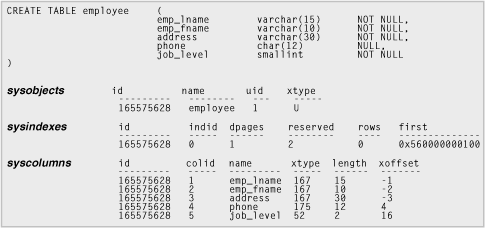 CREATE TABLE employee (
emp_lname varchar(15) NOT NULL,
emp_fname varchar(10) NOT NULL,
address varchar(30) NOT NULL,
phone char(12) NULL,
job_level smallint NOT NULL
)
sysobjects id name uid xtype
165575628 employee 1 U
sysindexes id indid dpages reserved rows first
165575628 0 1 2 0 0x560000000100
syscolumns id colid name xtype length xoffset
165575628 1 emp_lname 167 15 -1
165575628 2 emp_fname 167 10 -2
165575628 3 address 167 30 -3
165575628 4 phone 175 12 4
165575628 5 job_level 52 2 16